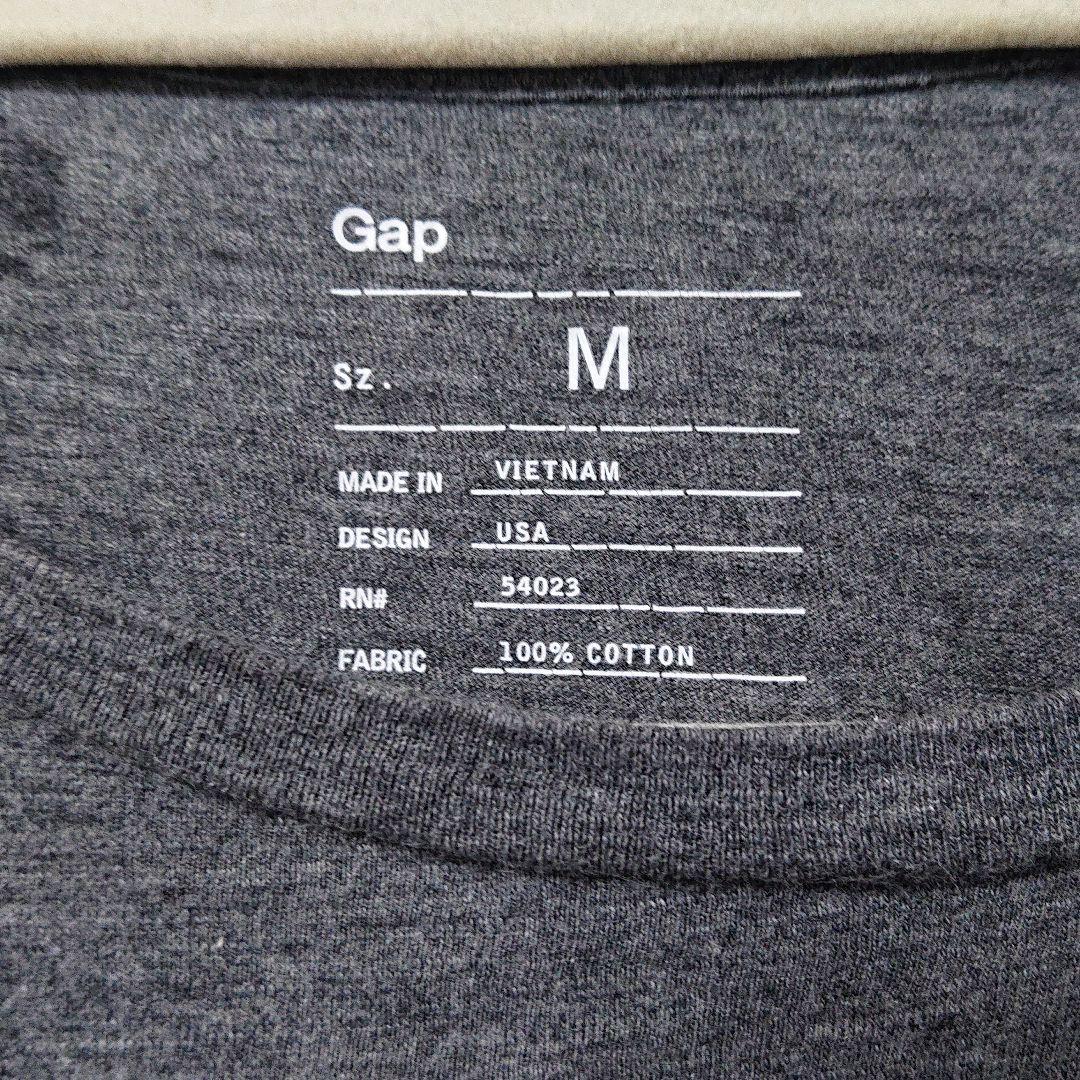 Gap
Sz. M
MADE IN VIETNAM
DESIGN USA
RN# 54023
FABRIC 100% COTTON